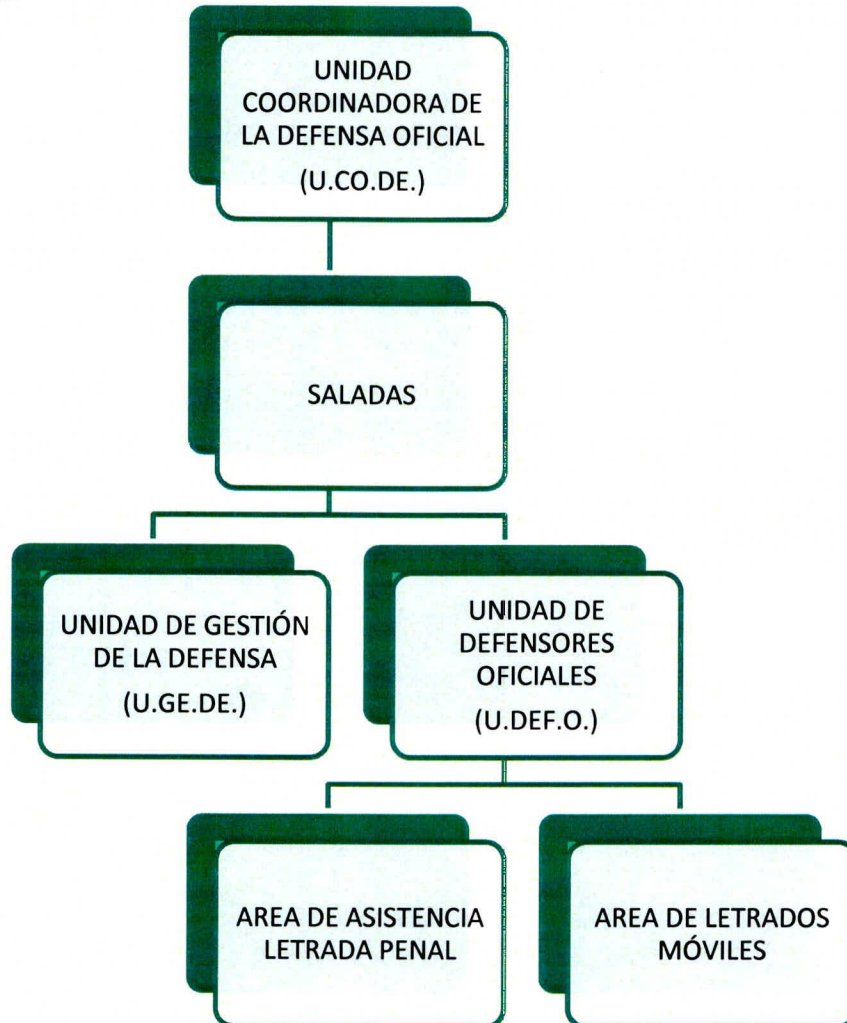 UNIDAD
COORDINADORA DE
LA DEFENSA OFICIAL
(U.CO.DE.)
SALADAS
UNIDAD DE GESTIÓN
DE LA DEFENSA
(U.GE.DE.)
UNIDAD DE
DEFENSORES
OFICIALES
(U.DEF.O.)
AREA DE ASISTENCIA
LETRADA PENAL
AREA DE LETRADOS
MÓVILES